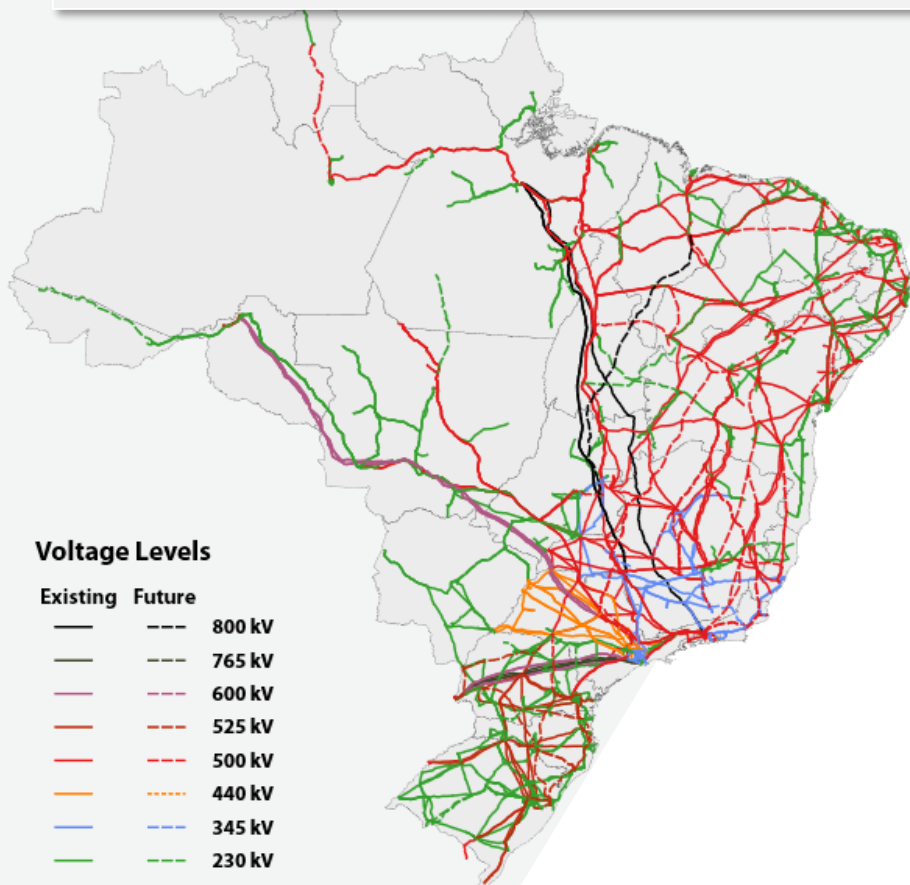 Voltage Levels
Existing Future
800 kV
765 kV
600 kV
525 kV
500 kV
440 kV
345 kV
230 kV